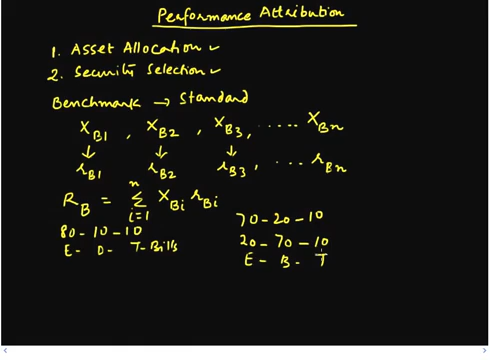 Performance Attribution
1. Asset Allocation ✓
2. Security Selection ✓
Benchmark → Standard
X_B1 , X_B2 , X_B3 , ..... X_Bn
↓ ↓ ↓
r_B1 r_B2 r_B3 , ... r_Bn
R_B = n Σ i=1 X_Bi r_Bi
80 - 10 - 10
E - D - T-Bills
70 - 20 - 10
20 - 70 - 10
E - B - T